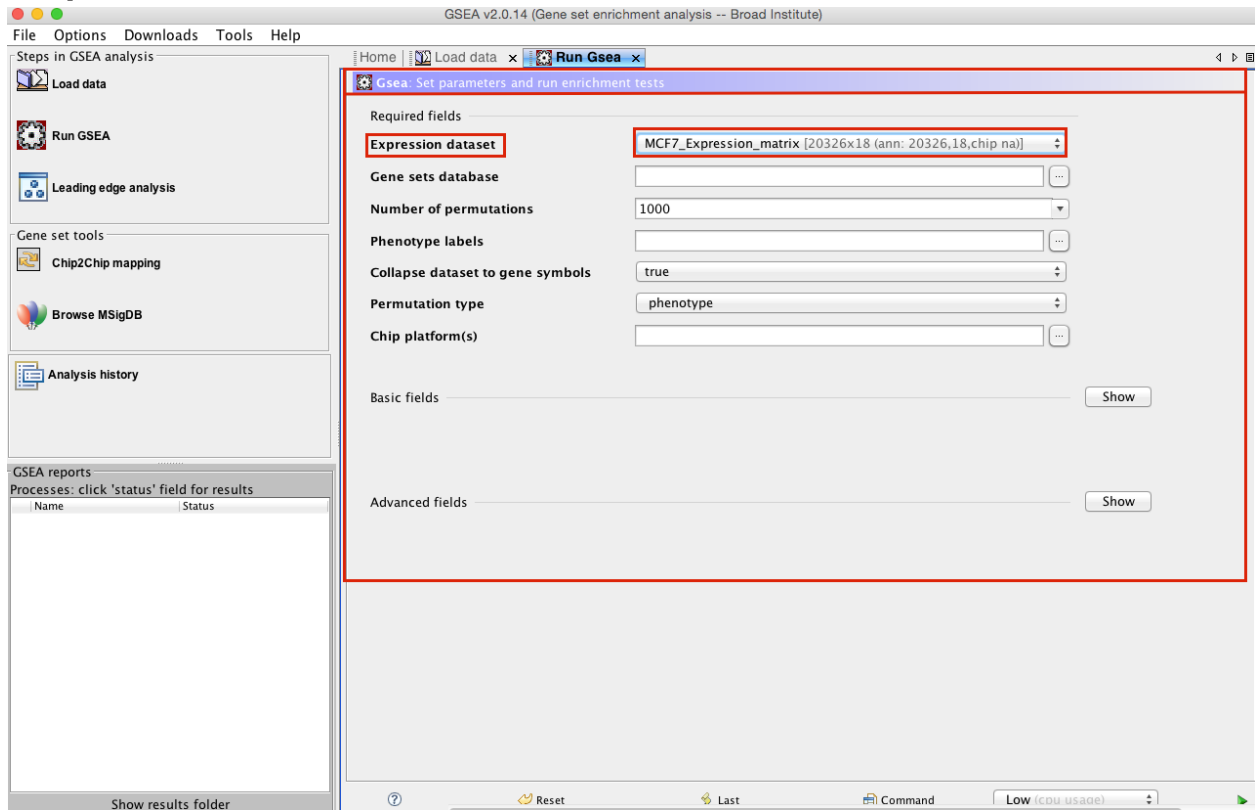 GSEA v2.0.14 (Gene set enrichment analysis -- Broad Institute)
File Options Downloads Tools Help
Steps in GSEA analysis
Load data
Run GSEA
Leading edge analysis
Gene set tools
Chip2Chip mapping
Browse MSigDB
Analysis history
GSEA reports
Processes: click 'status' field for results
Name Status
Show results folder
Home Load data x Run Gsea x
Gsea: Set parameters and run enrichment tests
Required fields
Expression dataset MCF7_Expression_matrix [20326x18 (ann: 20326,18,chip na)]
Gene sets database ...
Number of permutations 1000
Phenotype labels ...
Collapse dataset to gene symbols true
Permutation type phenotype
Chip platform(s) ...
Basic fields Show
Advanced fields Show
? Reset Last Command Low (cpu usage)